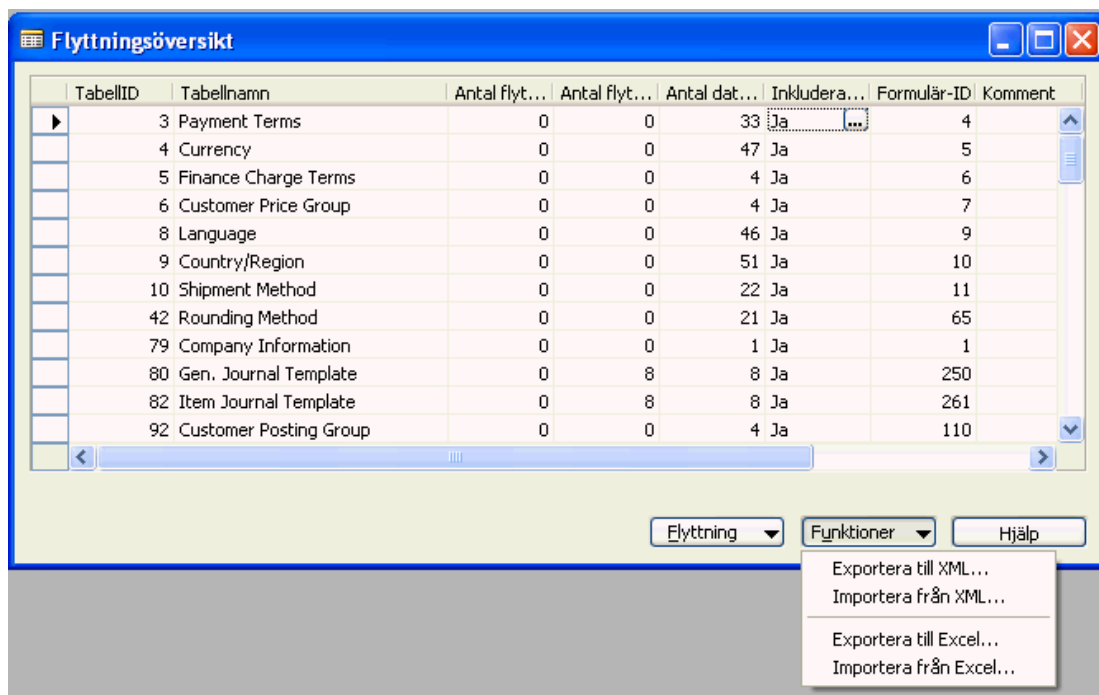 Flyttningsöversikt
TabellID Tabellnamn Antal flyt... Antal flyt... Antal dat... Inkludera... Formulär-ID Komment
3 Payment Terms 0 0 33 Ja ... 4
4 Currency 0 0 47 Ja 5
5 Finance Charge Terms 0 0 4 Ja 6
6 Customer Price Group 0 0 4 Ja 7
8 Language 0 0 46 Ja 9
9 Country/Region 0 0 51 Ja 10
10 Shipment Method 0 0 22 Ja 11
42 Rounding Method 0 0 21 Ja 65
79 Company Information 0 0 1 Ja 1
80 Gen. Journal Template 0 8 8 Ja 250
82 Item Journal Template 0 8 8 Ja 261
92 Customer Posting Group 0 0 4 Ja 110
Flyttning Funktioner Hjälp
Exportera till XML...
Importera från XML...
Exportera till Excel...
Importera från Excel...